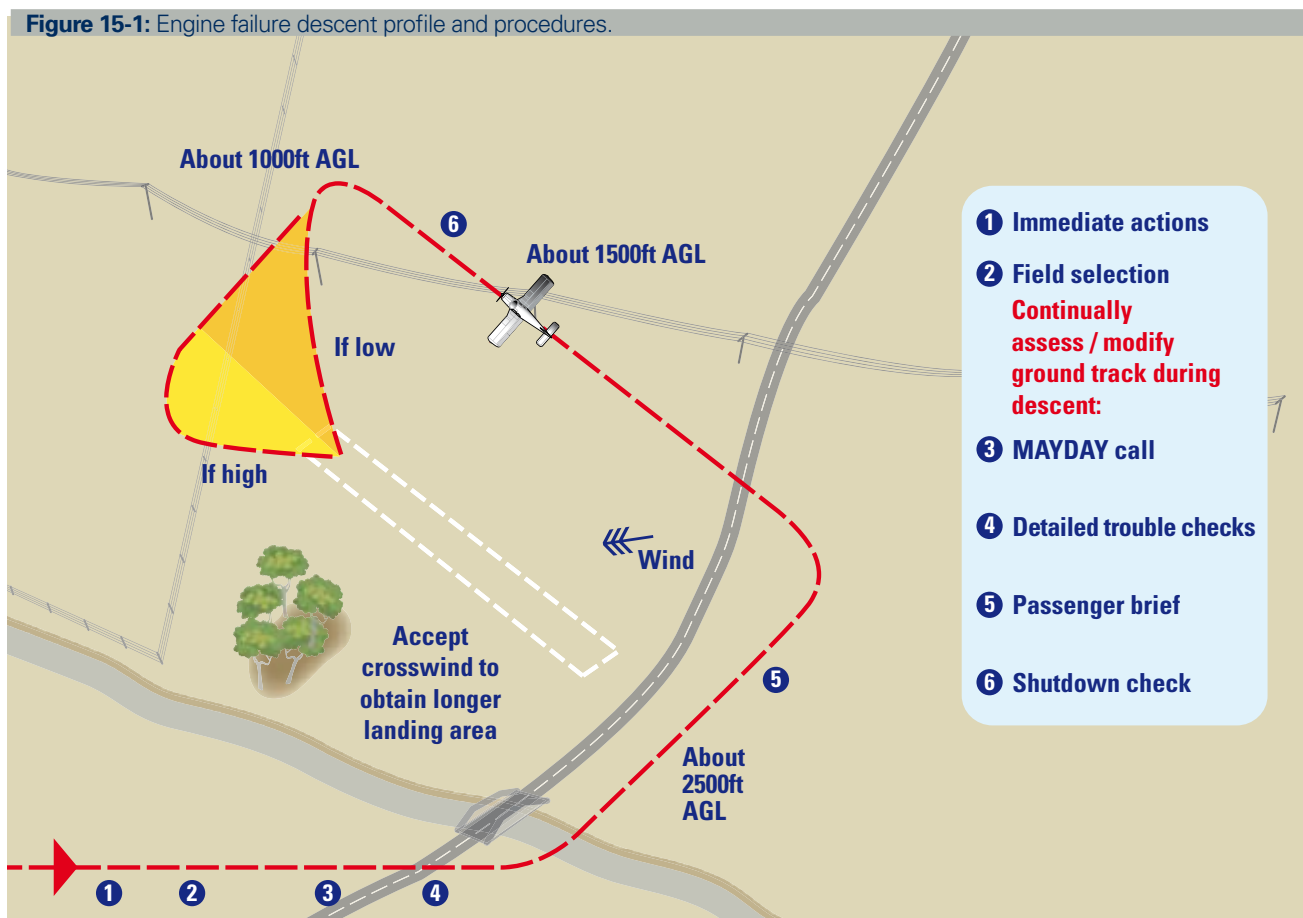 Figure 15-1: Engine failure descent profile and procedures.
About 1000ft AGL
6
About 1500ft AGL
If low
If high
Wind
Accept
crosswind to
obtain longer
landing area
5
About
2500ft
AGL
1
2
3
4
1 Immediate actions
2 Field selection
Continually
assess / modify
ground track during
descent:
3 MAYDAY call
4 Detailed trouble checks
5 Passenger brief
6 Shutdown check